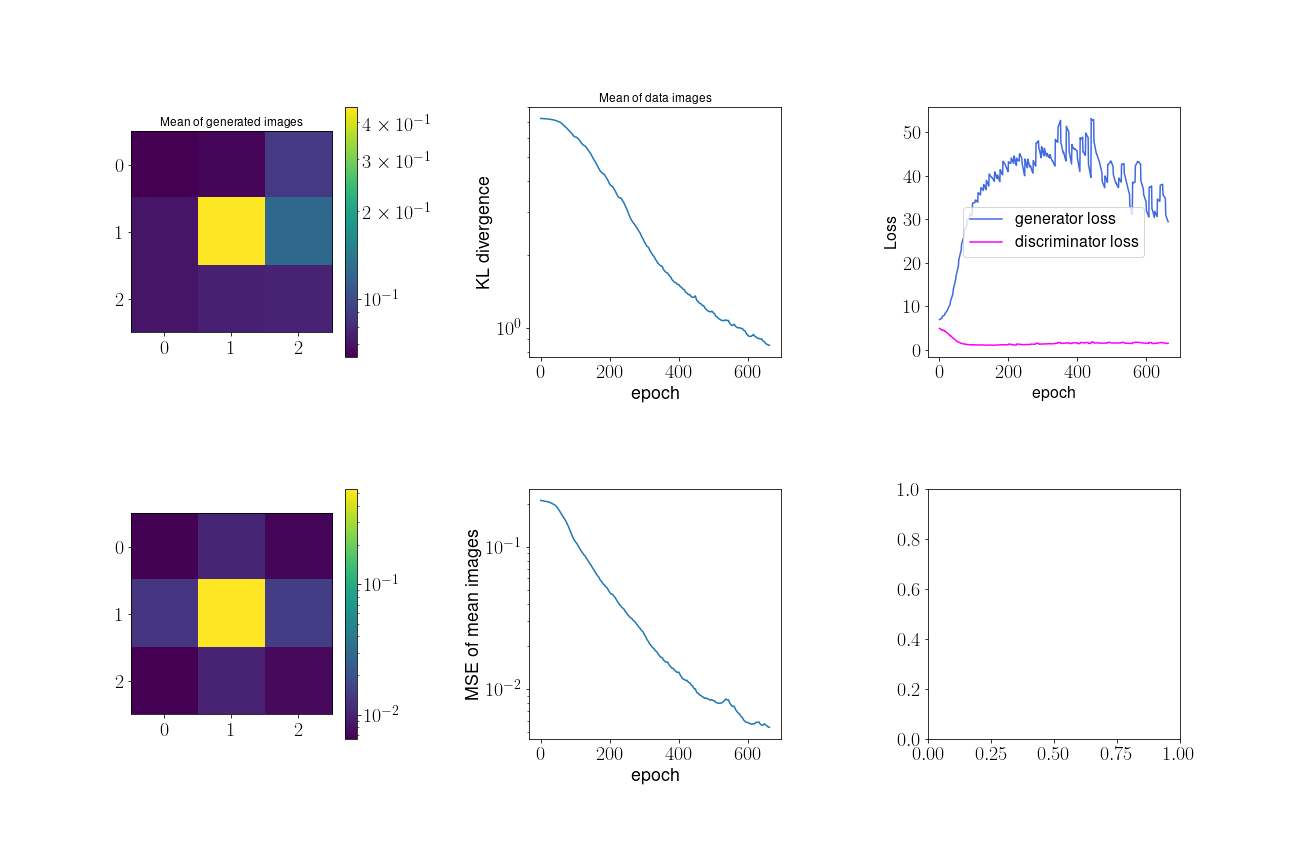 Mean of generated images
0
1
2
0 1 2
4 × 10⁻¹
3 × 10⁻¹
2 × 10⁻¹
10⁻¹
Mean of data images
KL divergence
10⁰
0 200 400 600
epoch
Loss
50
40
30
20
10
0
generator loss
discriminator loss
0 200 400 600
epoch
0
1
2
0 1 2
10⁻¹
10⁻²
MSE of mean images
10⁻¹
10⁻²
0 200 400 600
epoch
1.0
0.8
0.6
0.4
0.2
0.0
0.00 0.25 0.50 0.75 1.00